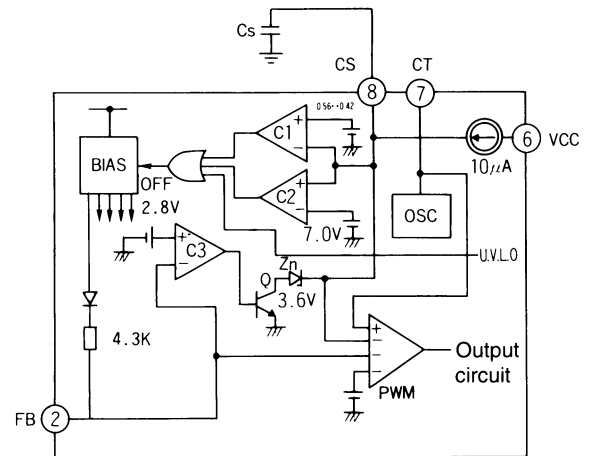 Cs
CS
CT
8
7
0.56··0.42
C1
+
−
6
VCC
10μA
BIAS
OFF
C2
+
−
7.0V
OSC
2.8V
C3
+
−
U.V.L.O
Zn
Q
3.6V
4.3K
+
−
−
−
PWM
Output
circuit
FB
2